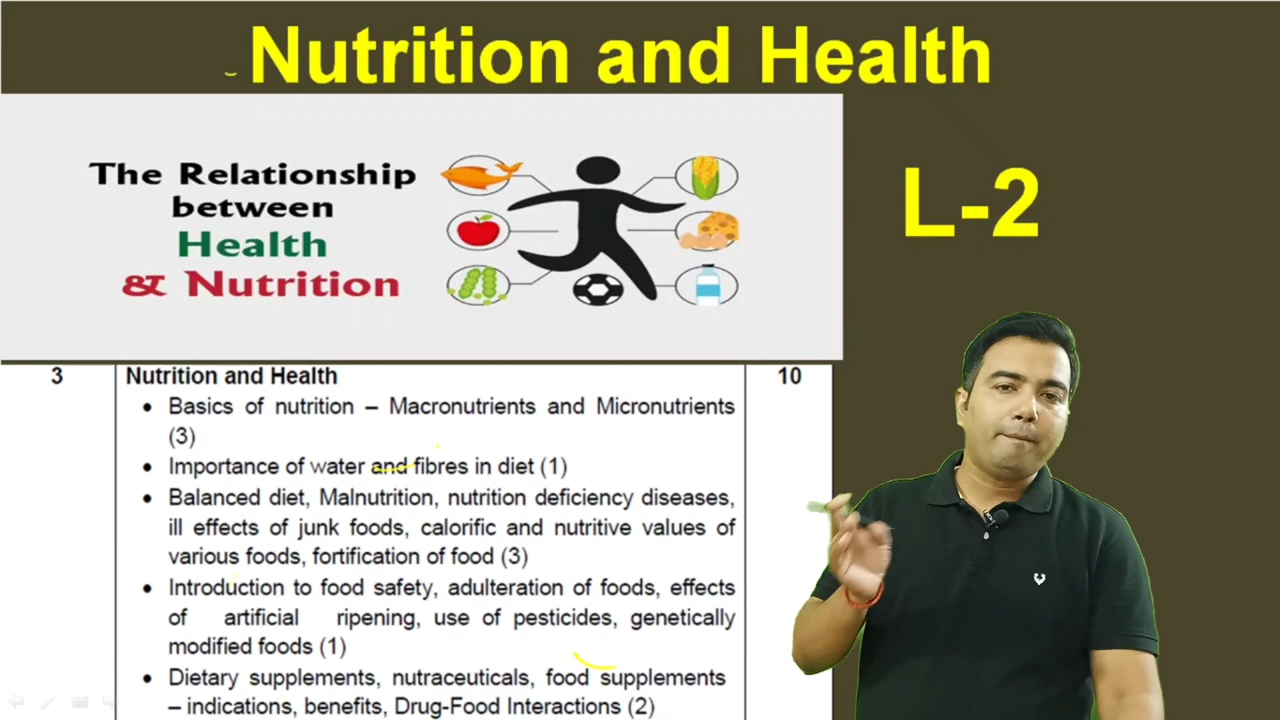 Nutrition and Health
The Relationship
between
Health
& Nutrition
L-2
3 Nutrition and Health 10
• Basics of nutrition – Macronutrients and Micronutrients
(3)
• Importance of water and fibres in diet (1)
• Balanced diet, Malnutrition, nutrition deficiency diseases,
ill effects of junk foods, calorific and nutritive values of
various foods, fortification of food (3)
• Introduction to food safety, adulteration of foods, effects
of artificial ripening, use of pesticides, genetically
modified foods (1)
• Dietary supplements, nutraceuticals, food supplements
– indications, benefits, Drug-Food Interactions (2)